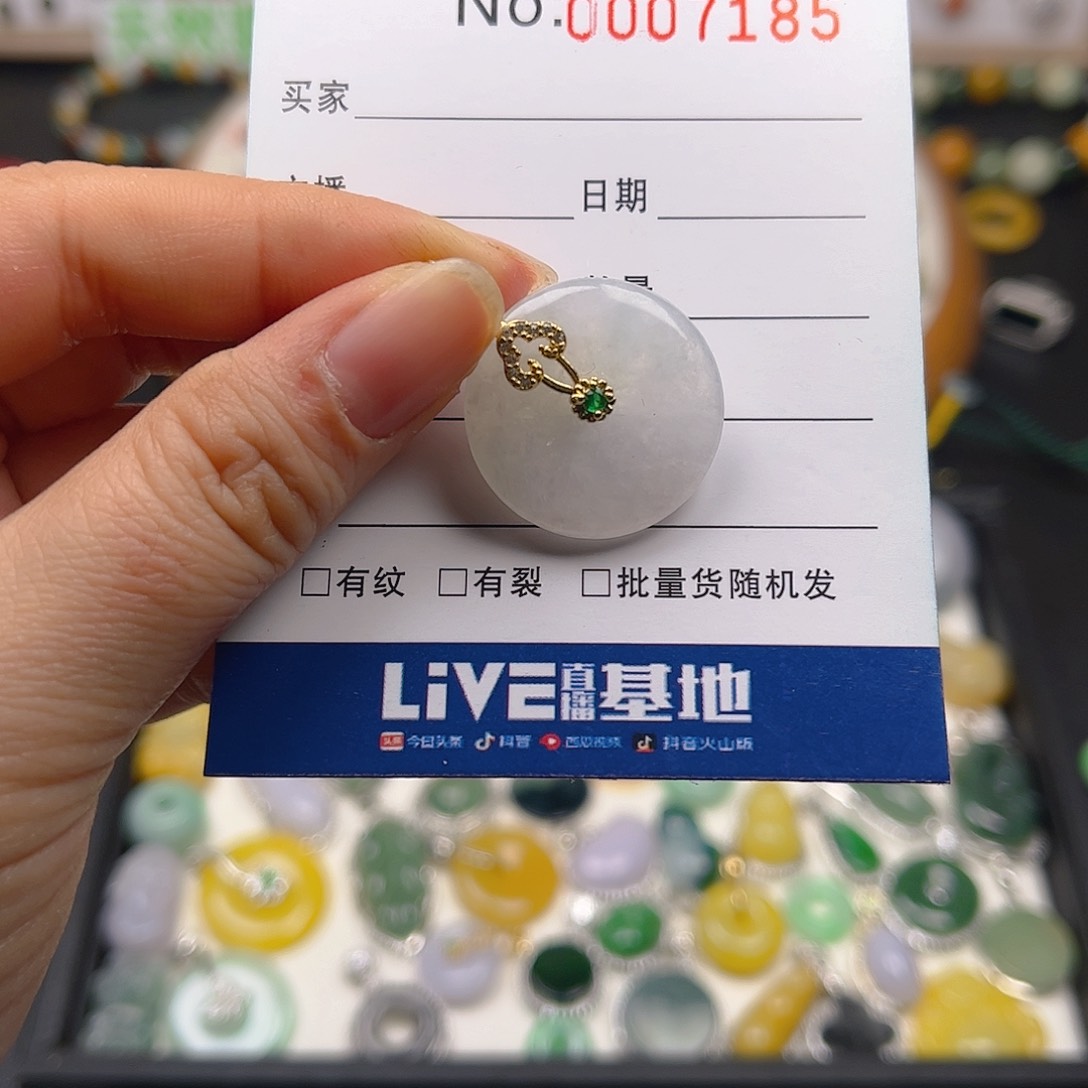 No.0007185
买家
日期
□有纹 □有裂 □批量货随机发
LiVE直播基地
今日头条 抖音 西瓜视频 抖音火山版